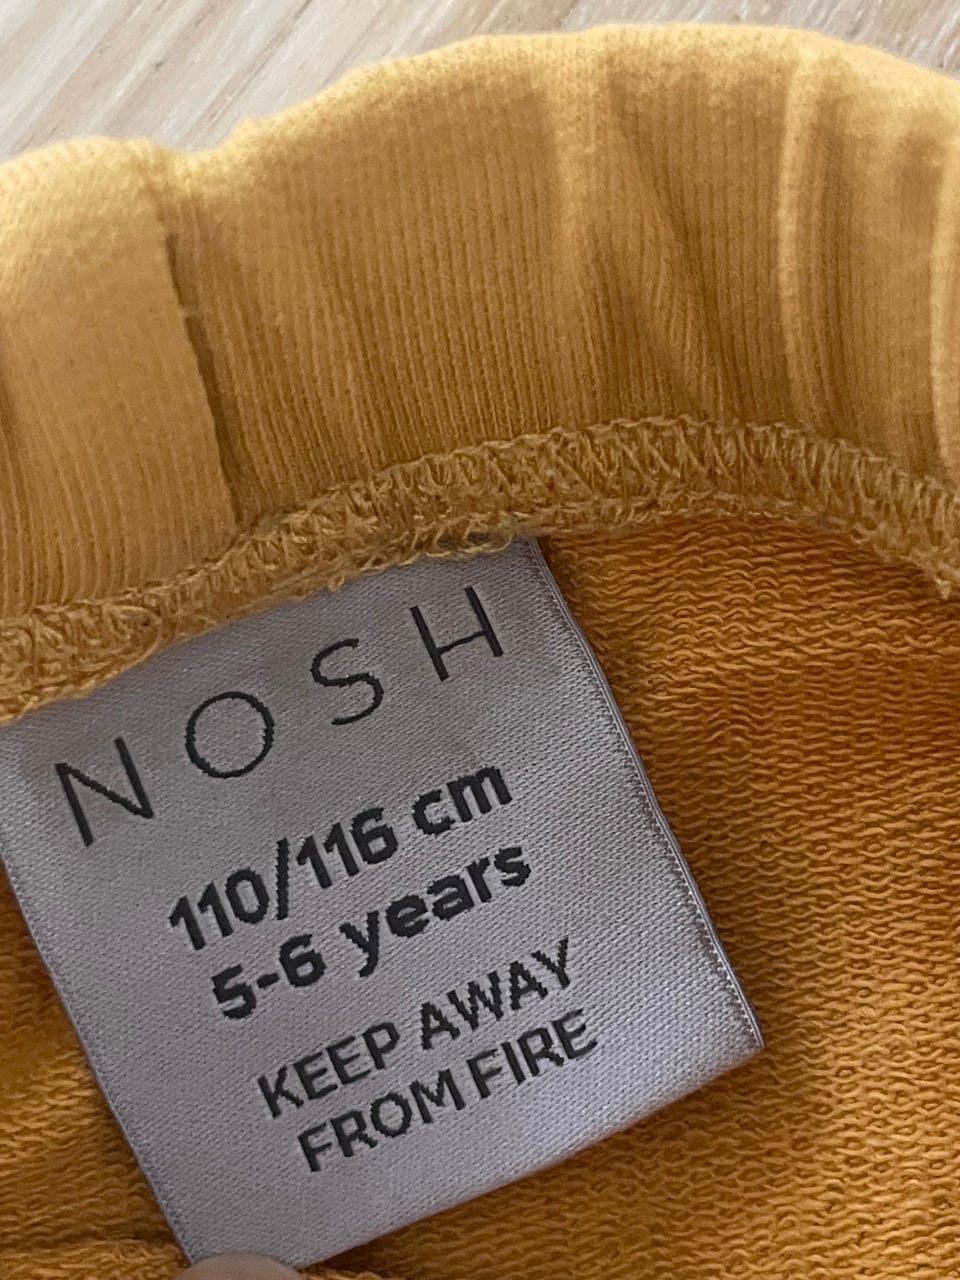 NOSH
110/116 cm
5-6 years
KEEP AWAY
FROM FIRE